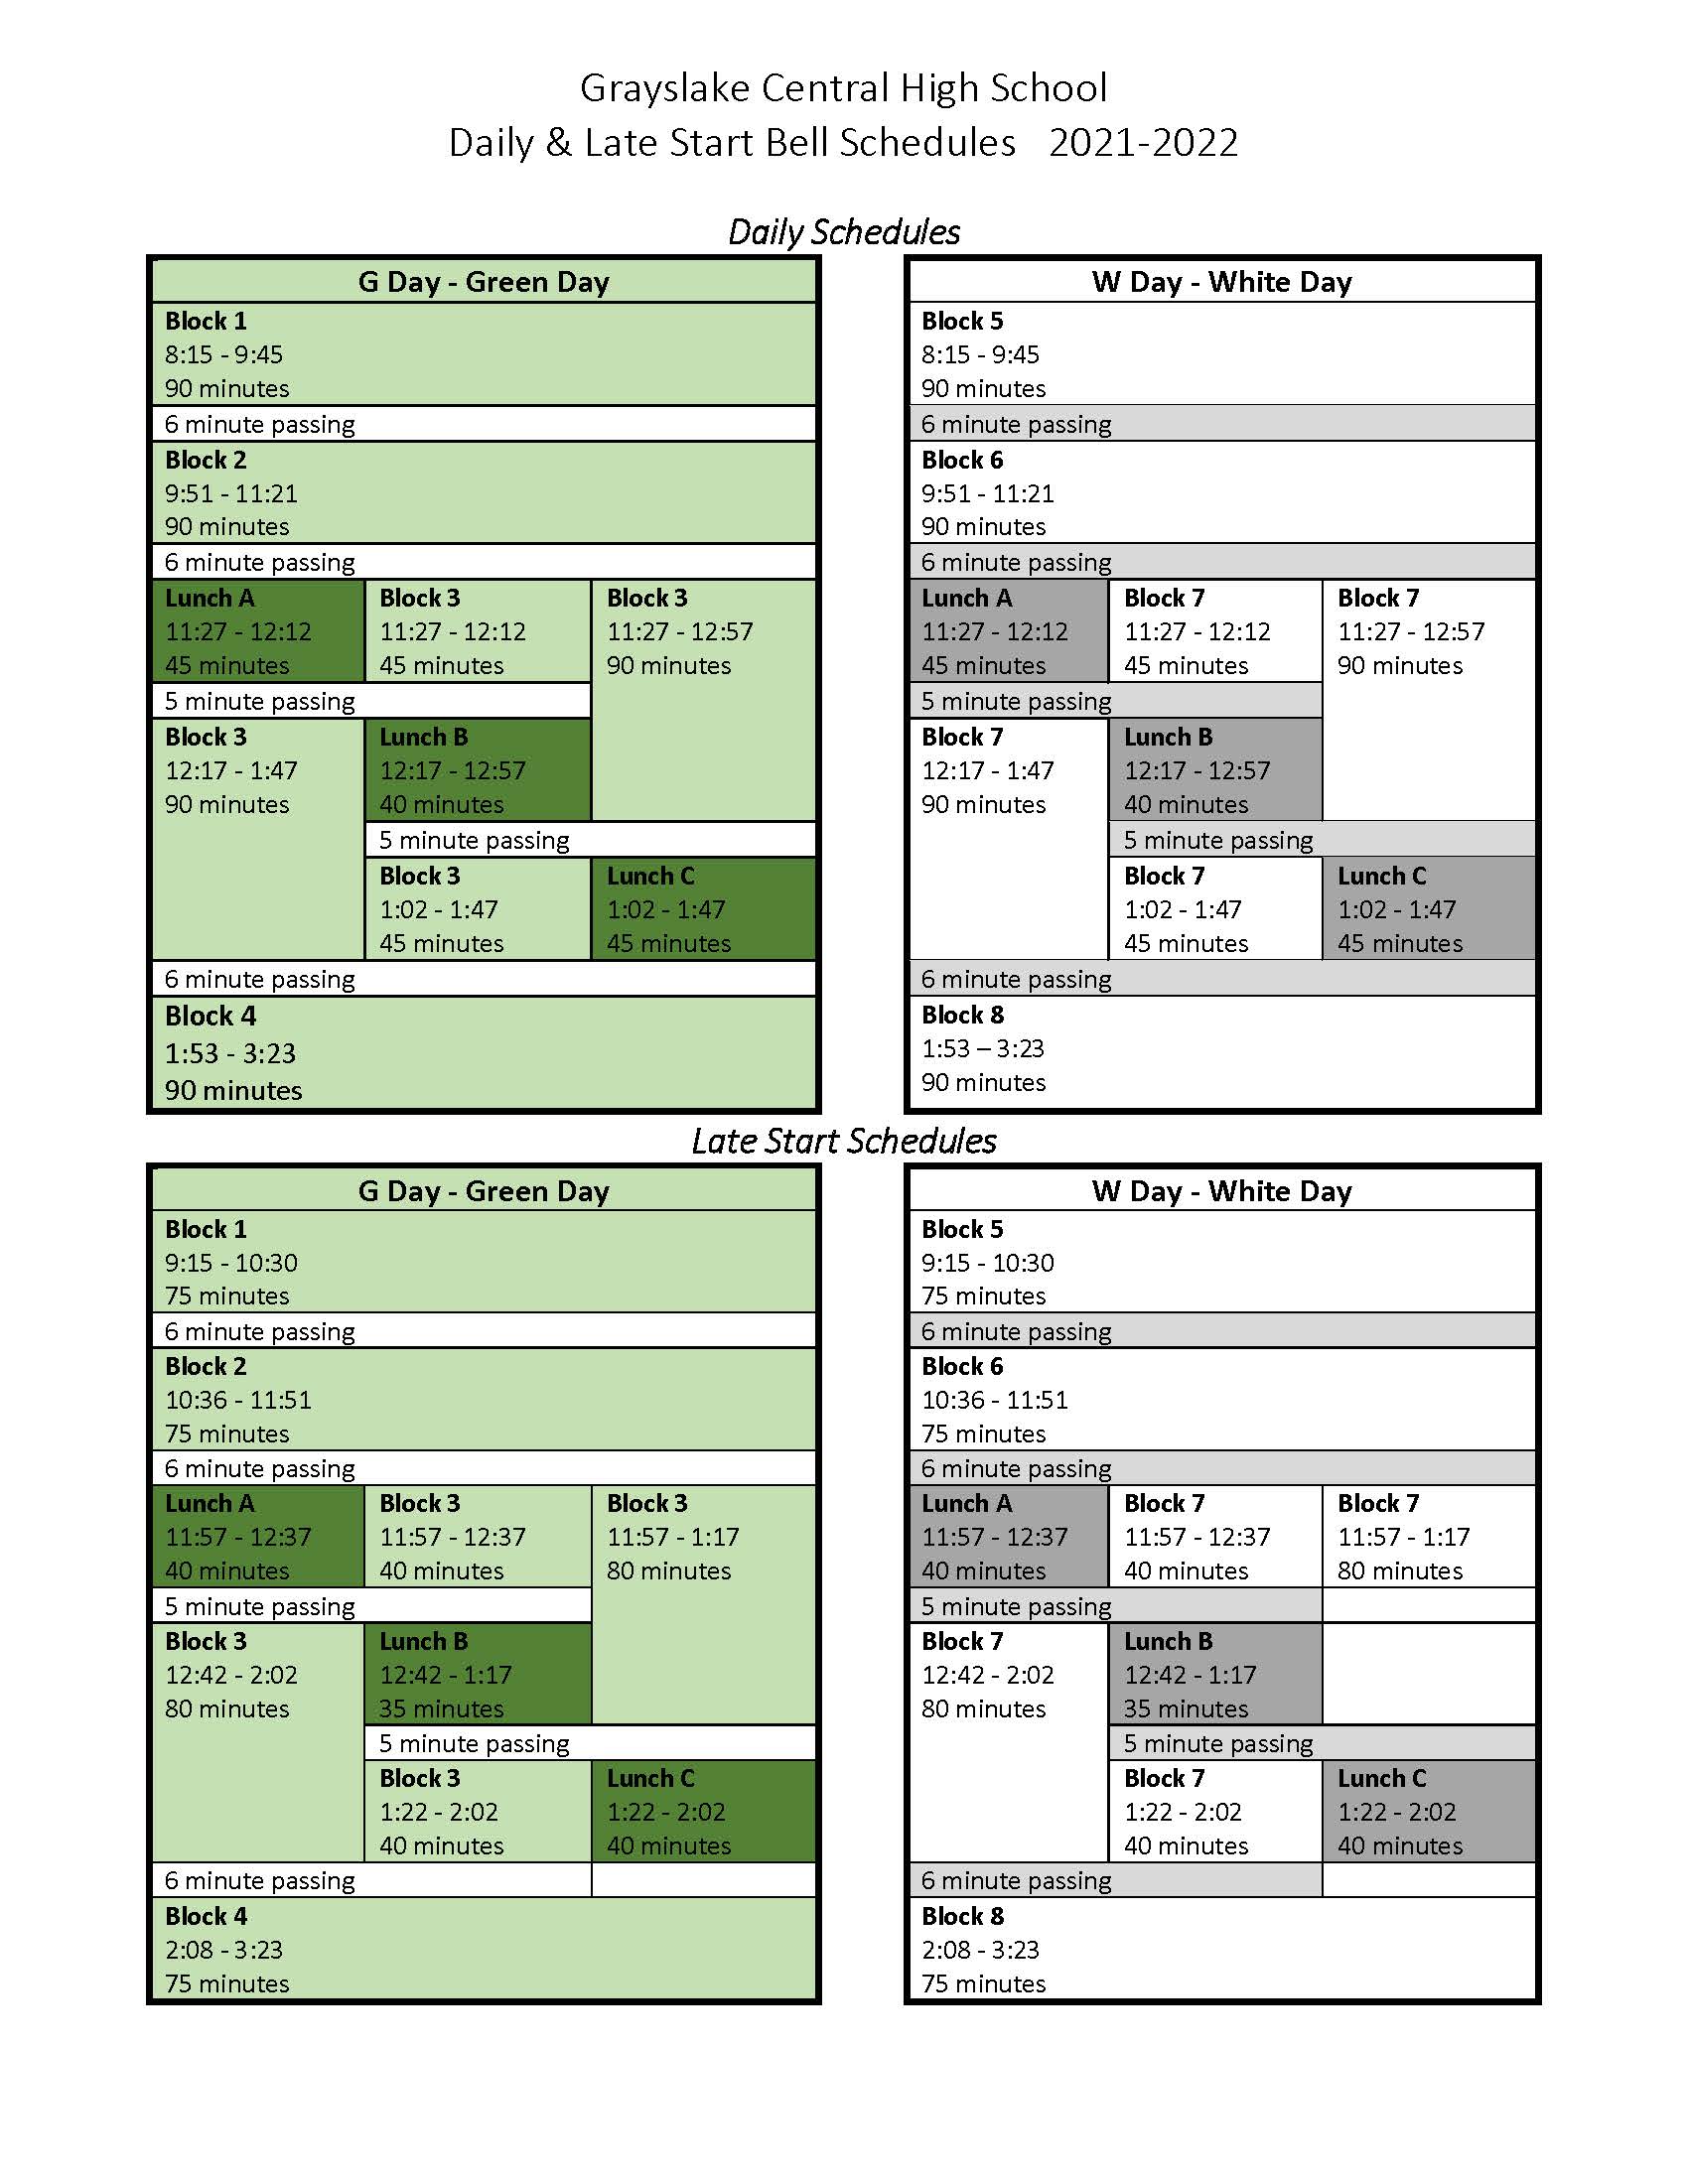 Grayslake Central High School
Daily & Late Start Bell Schedules 2021-2022
Daily Schedules
G Day - Green Day
Block 1
8:15 - 9:45
90 minutes
6 minute passing
Block 2
9:51 - 11:21
90 minutes
6 minute passing
Lunch A
11:27 - 12:12
45 minutes
Block 3
11:27 - 12:12
45 minutes
Block 3
11:27 - 12:57
90 minutes
5 minute passing
Block 3
12:17 - 1:47
90 minutes
Lunch B
12:17 - 12:57
40 minutes
5 minute passing
Block 3
1:02 - 1:47
45 minutes
Lunch C
1:02 - 1:47
45 minutes
6 minute passing
Block 4
1:53 - 3:23
90 minutes
W Day - White Day
Block 5
8:15 - 9:45
90 minutes
6 minute passing
Block 6
9:51 - 11:21
90 minutes
6 minute passing
Lunch A
11:27 - 12:12
45 minutes
Block 7
11:27 - 12:12
45 minutes
Block 7
11:27 - 12:57
90 minutes
5 minute passing
Block 7
12:17 - 1:47
90 minutes
Lunch B
12:17 - 12:57
40 minutes
5 minute passing
Block 7
1:02 - 1:47
45 minutes
Lunch C
1:02 - 1:47
45 minutes
6 minute passing
Block 8
1:53 – 3:23
90 minutes
Late Start Schedules
G Day - Green Day
Block 1
9:15 - 10:30
75 minutes
6 minute passing
Block 2
10:36 - 11:51
75 minutes
6 minute passing
Lunch A
11:57 - 12:37
40 minutes
Block 3
11:57 - 12:37
40 minutes
Block 3
11:57 - 1:17
80 minutes
5 minute passing
Block 3
12:42 - 2:02
80 minutes
Lunch B
12:42 - 1:17
35 minutes
5 minute passing
Block 3
1:22 - 2:02
40 minutes
Lunch C
1:22 - 2:02
40 minutes
6 minute passing
Block 4
2:08 - 3:23
75 minutes
W Day - White Day
Block 5
9:15 - 10:30
75 minutes
6 minute passing
Block 6
10:36 - 11:51
75 minutes
6 minute passing
Lunch A
11:57 - 12:37
40 minutes
Block 7
11:57 - 12:37
40 minutes
Block 7
11:57 - 1:17
80 minutes
5 minute passing
Block 7
12:42 - 2:02
80 minutes
Lunch B
12:42 - 1:17
35 minutes
5 minute passing
Block 7
1:22 - 2:02
40 minutes
Lunch C
1:22 - 2:02
40 minutes
6 minute passing
Block 8
2:08 - 3:23
75 minutes